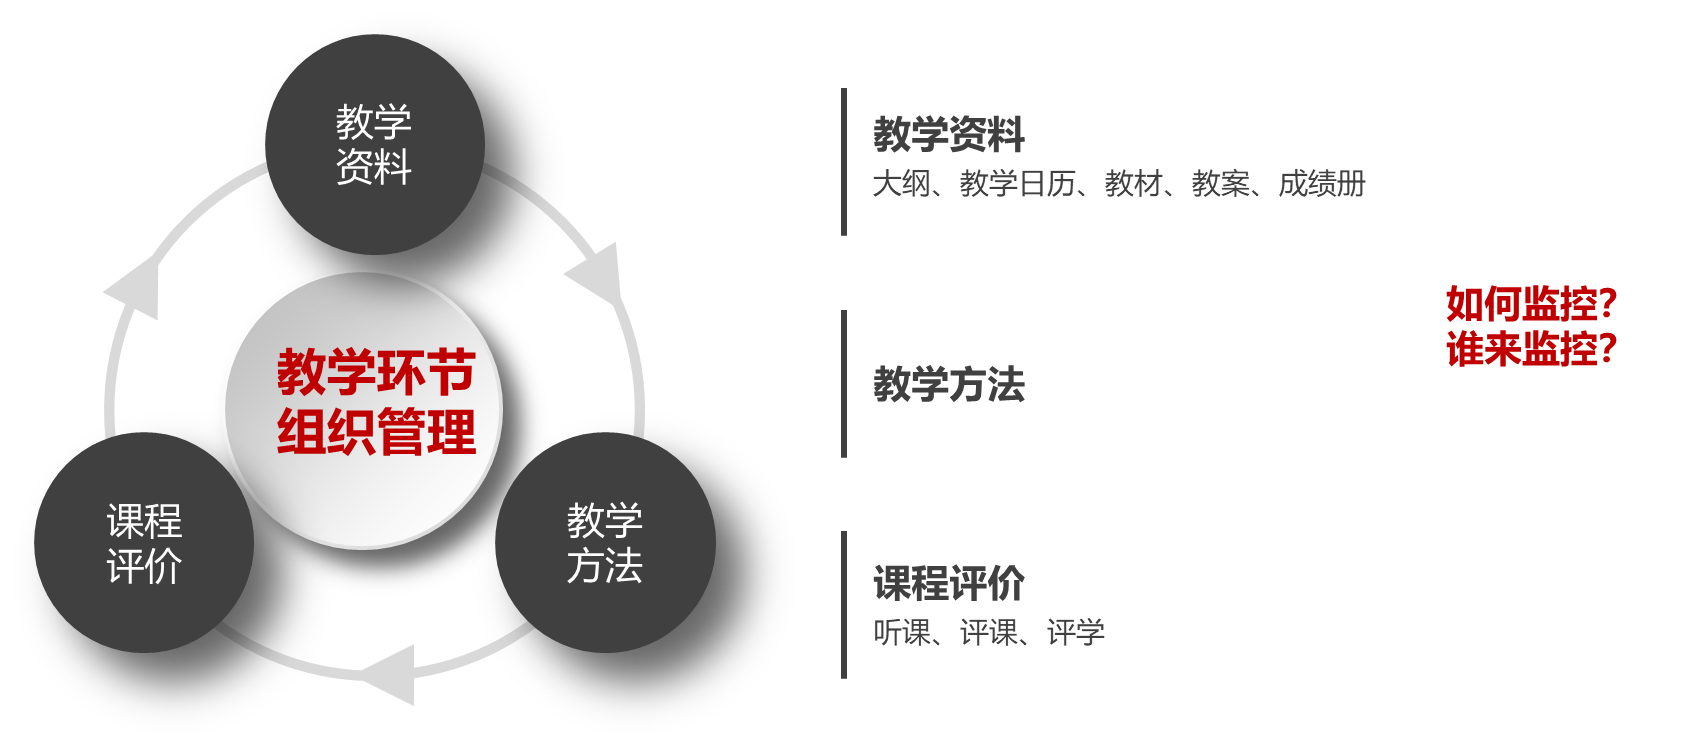 教学
资料
教学环节
组织管理
课程
评价
教学
方法
教学资料
大纲、教学日历、教材、教案、成绩册
教学方法
课程评价
听课、评课、评学
如何监控?
谁来监控?